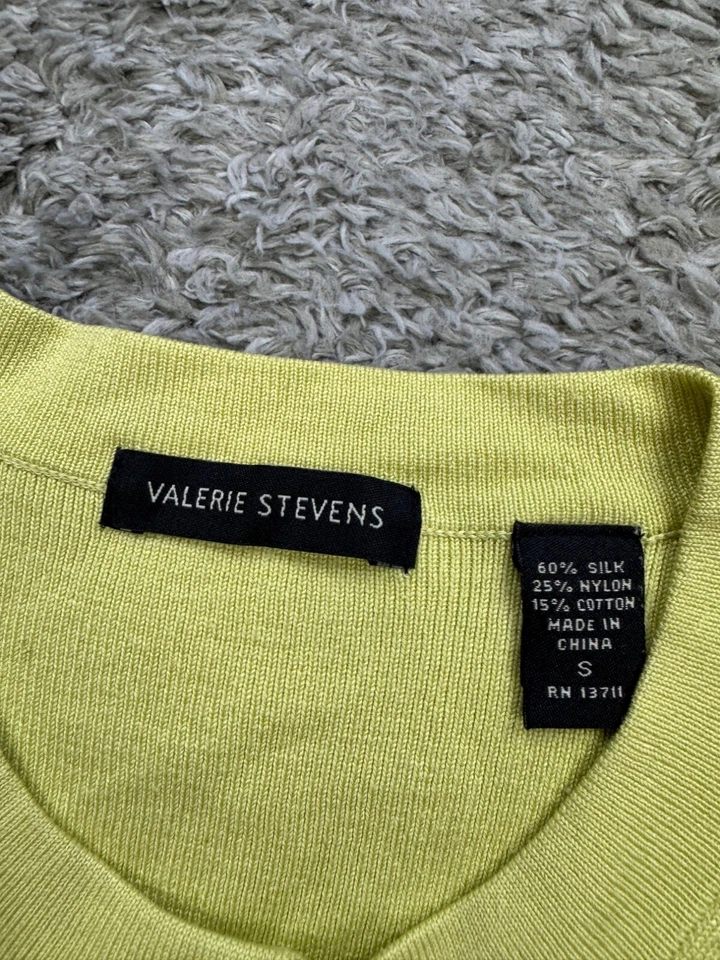 VALERIE STEVENS
60% SILK
25% NYLON
15% COTTON
MADE IN
CHINA
S
RN 13711